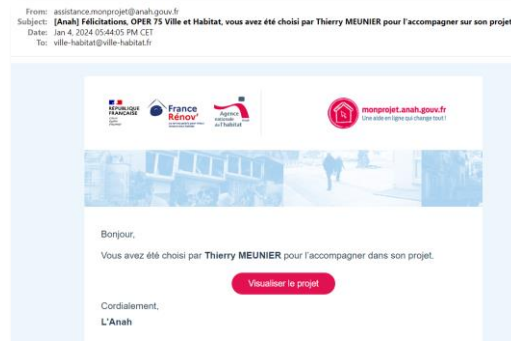 From: assistance.monprojet@anah.gouv.fr
Subject: [Anah] Félicitations, OPER 75 Ville et Habitat, vous avez été choisi par Thierry MEUNIER pour l'accompagner sur son projet
Date: Jan 4, 2024 05:44:05 PM CET
To: ville-habitat@ville-habitat.fr
RÉPUBLIQUE
FRANÇAISE
France
Rénov'
Agence
nationale
de l'habitat
Anah
monprojet.anah.gouv.fr
Une aide en ligne qui change tout !
Bonjour,
Vous avez été choisi par Thierry MEUNIER pour l'accompagner dans son projet.
Visualiser le projet
Cordialement,
L'Anah